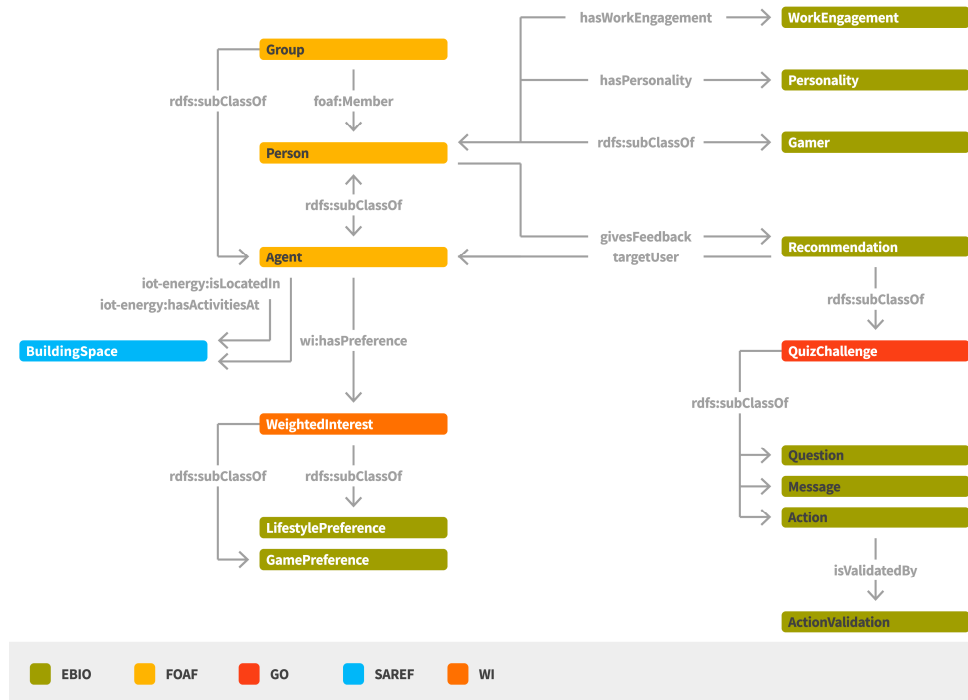 hasWorkEngagement
WorkEngagement
Group
rdfs:subClassOf
foaf:Member
hasPersonality
Personality
Person
rdfs:subClassOf
Gamer
rdfs:subClassOf
givesFeedback
targetUser
Recommendation
Agent
iot-energy:isLocatedIn
iot-energy:hasActivitiesAt
rdfs:subClassOf
BuildingSpace
wi:hasPreference
QuizChallenge
rdfs:subClassOf
WeightedInterest
rdfs:subClassOf
rdfs:subClassOf
Question
Message
Action
LifestylePreference
GamePreference
isValidatedBy
ActionValidation
EBIO
FOAF
GO
SAREF
WI